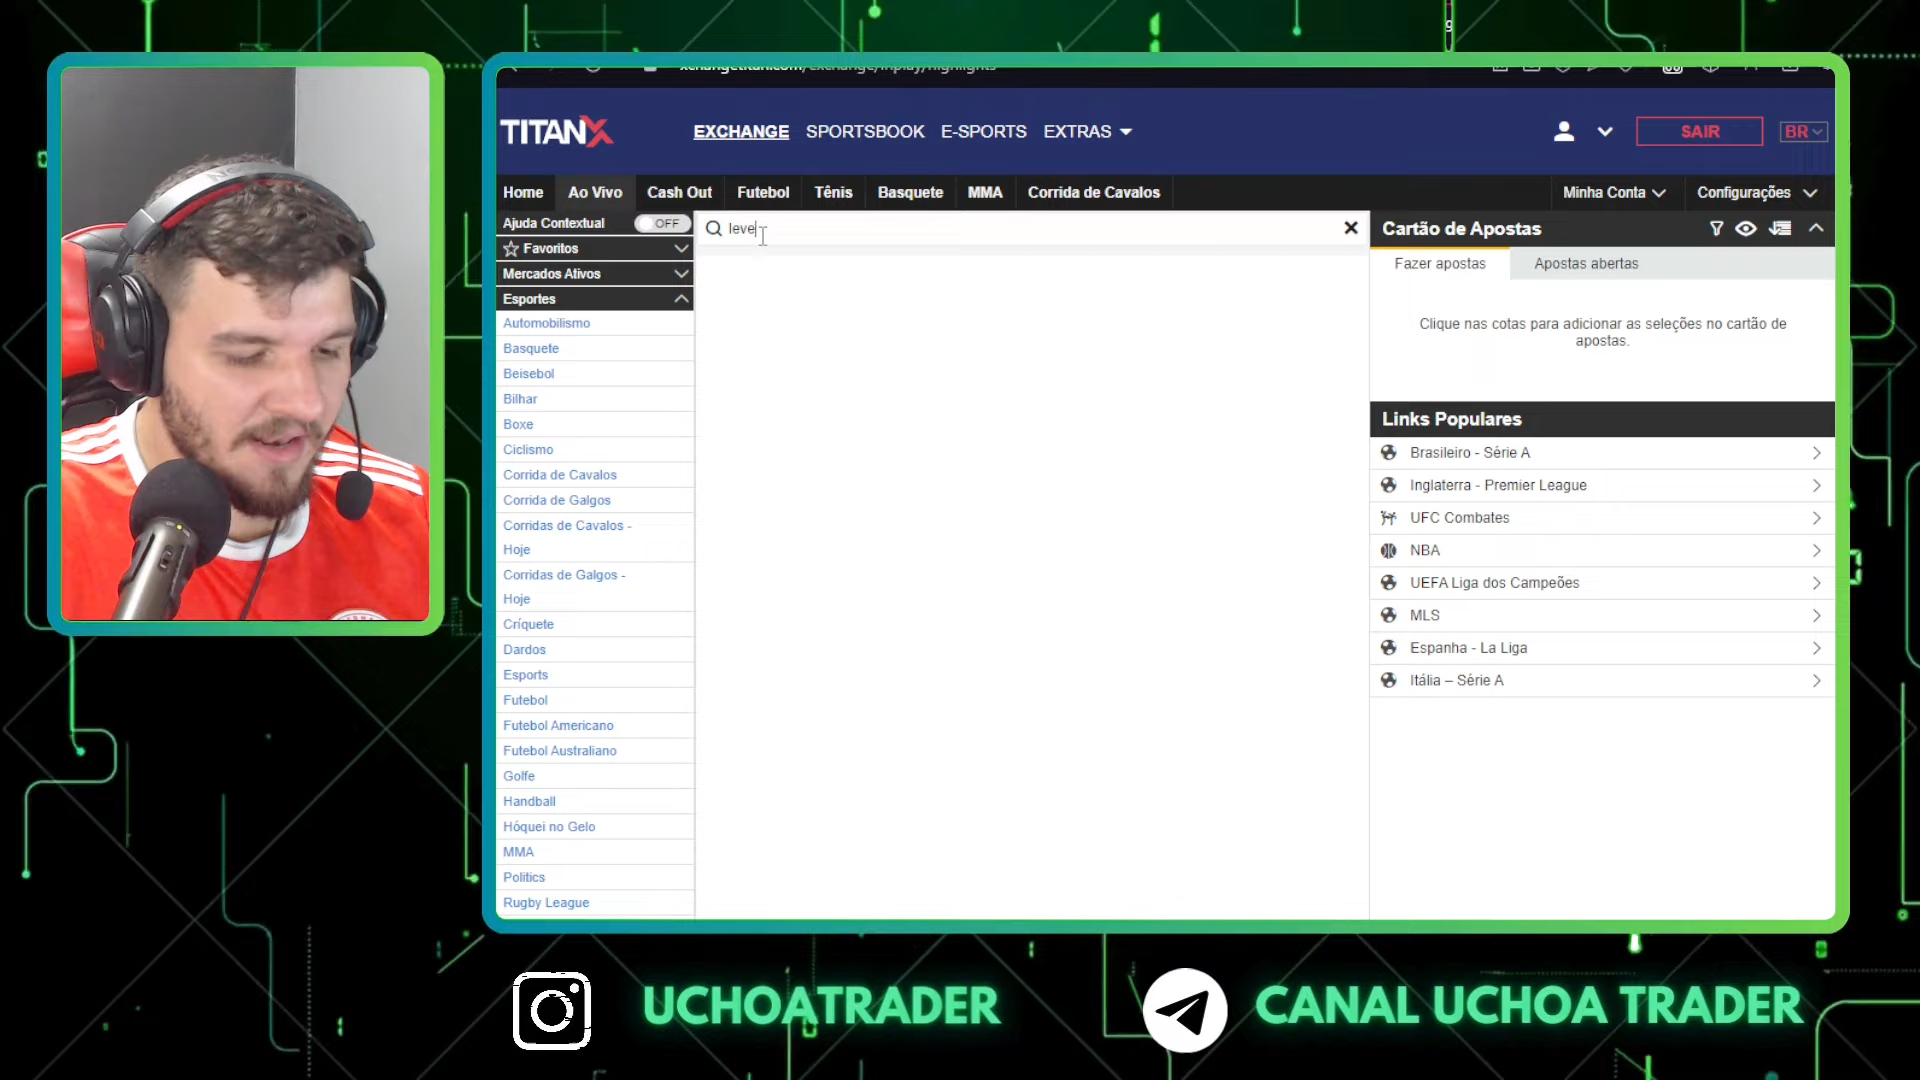 xchangetitan.com/exchange/inplay/highlights
TITANX
EXCHANGE SPORTSBOOK E-SPORTS EXTRAS
SAIR
BR
Home Ao Vivo Cash Out Futebol Tênis Basquete MMA Corrida de Cavalos Minha Conta Configurações
Ajuda Contextual OFF
leve
Cartão de Apostas
Favoritos
Mercados Ativos
Fazer apostas Apostas abertas
Esportes
Automobilismo
Clique nas cotas para adicionar as seleções no cartão de
apostas.
Basquete
Beisebol
Bilhar
Boxe
Ciclismo
Corrida de Cavalos
Corrida de Galgos
Corridas de Cavalos -
Hoje
Corridas de Galgos -
Hoje
Críquete
Dardos
Esports
Futebol
Futebol Americano
Futebol Australiano
Golfe
Handball
Hóquei no Gelo
MMA
Politics
Rugby League
Links Populares
Brasileiro - Série A
Inglaterra - Premier League
UFC Combates
NBA
UEFA Liga dos Campeões
MLS
Espanha - La Liga
Itália – Série A
UCHOATRADER
CANAL UCHOA TRADER